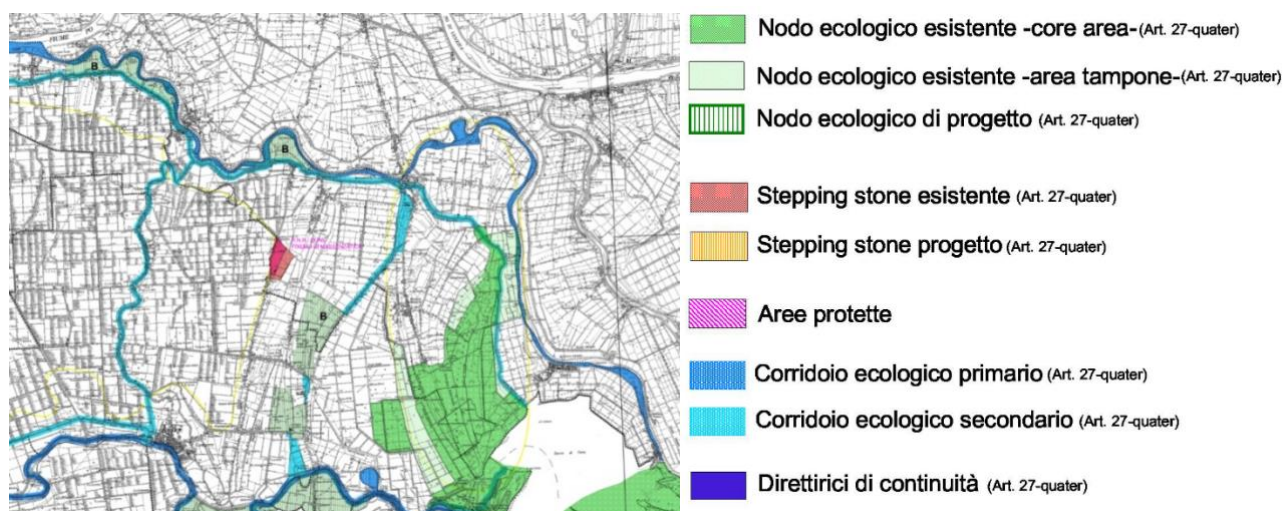 FIUME PO
B
B
B
Nodo ecologico esistente -core area- (Art. 27-quater)
Nodo ecologico esistente -area tampone- (Art. 27-quater)
Nodo ecologico di progetto (Art. 27-quater)
Stepping stone esistente (Art. 27-quater)
Stepping stone progetto (Art. 27-quater)
Aree protette
Corridoio ecologico primario (Art. 27-quater)
Corridoio ecologico secondario (Art. 27-quater)
Direttirici di continuità (Art. 27-quater)